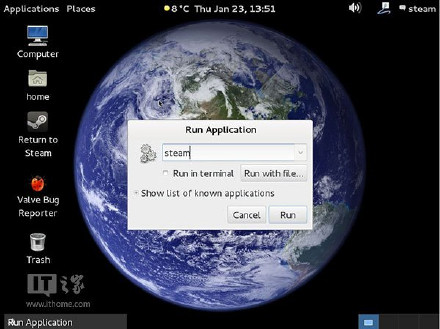 Applications Places
8 °C Thu Jan 23, 13:51
steam
Computer
home
Return to
Steam
Valve Bug
Reporter
Trash
Run Application
steam
Run in terminal
Run with file...
Show list of known applications
Cancel
Run
IT之家
www.ithome.com
Run Application